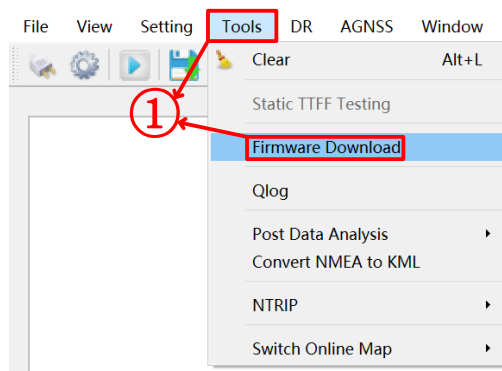 File View Setting Tools DR AGNSS Window
Clear Alt+L
Static TTFF Testing
①
Firmware Download
Qlog
Post Data Analysis
Convert NMEA to KML
NTRIP
Switch Online Map